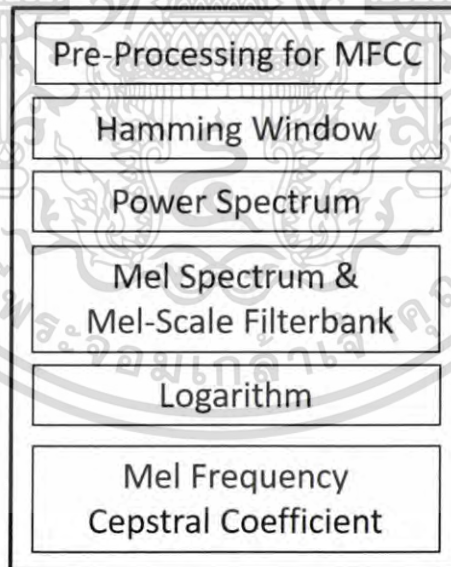 Pre-Processing for MFCC
Hamming Window
Power Spectrum
Mel Spectrum &
Mel-Scale Filterbank
Logarithm
Mel Frequency
Cepstral Coefficient